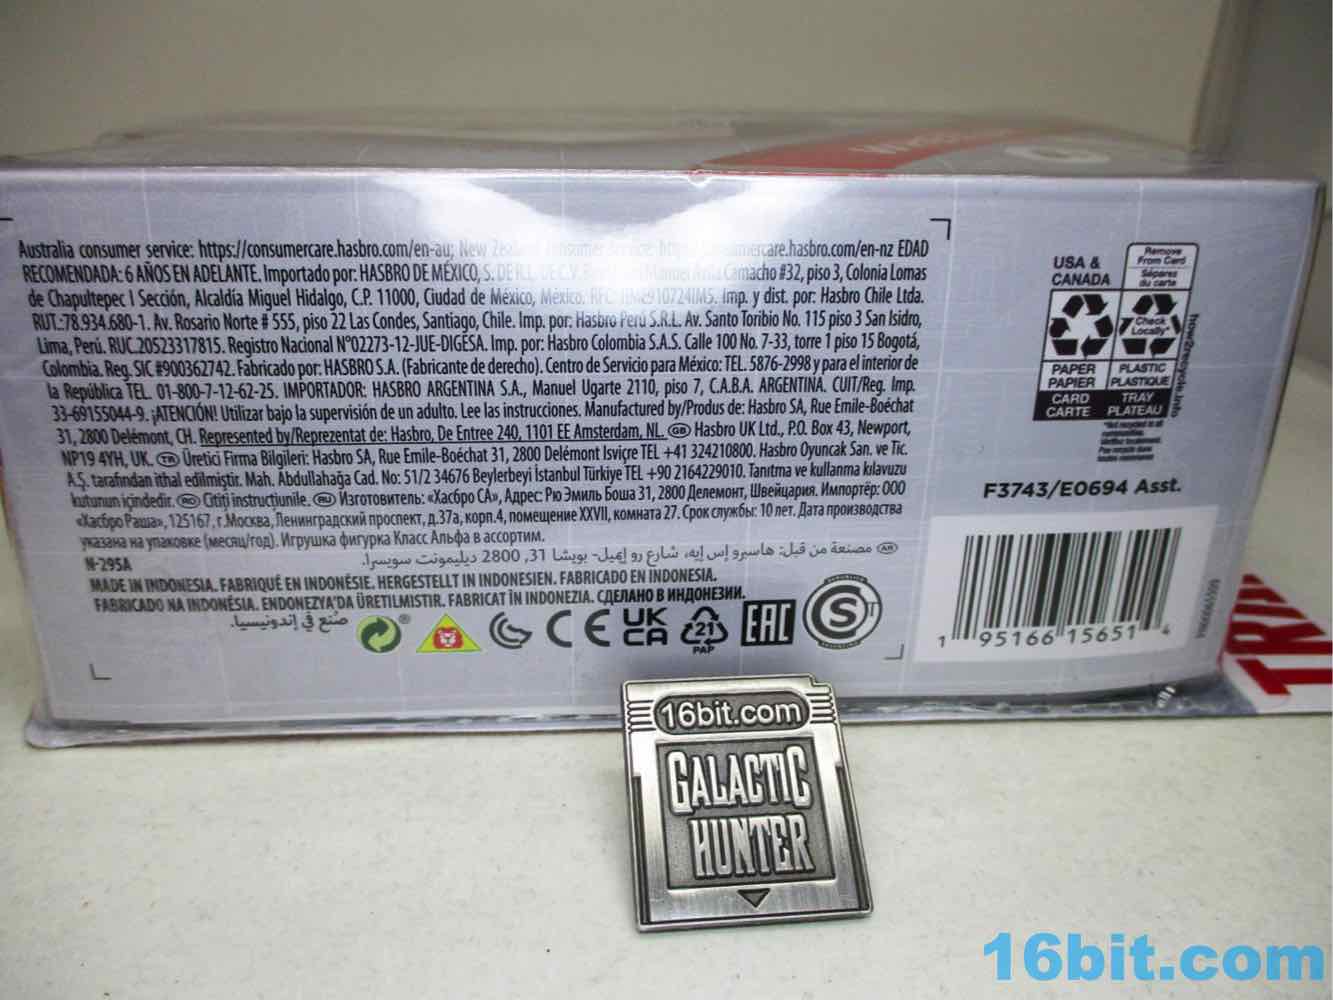 Australia consumer service: https://consumercare.hasbro.com/en-au; New Zealand consumer service: https://consumercare.hasbro.com/en-nz EDAD
RECOMENDADA: 6 AÑOS EN ADELANTE. Importado por: HASBRO DE MÉXICO, S. DE R.L. DE C.V. Manuel Ávila Camacho #32, piso 3, Colonia Lomas
de Chapultepec I Sección, Alcaldía Miguel Hidalgo, C.P. 11000, Ciudad de México, México. RFC: HME910724IM5. Imp. y dist. por: Hasbro Chile Ltda.
RUT.:78.934.680-1. Av. Rosario Norte # 555, piso 22 Las Condes, Santiago, Chile. Imp. por: Hasbro Perú S.R.L. Av. Santo Toribio No. 115 piso 3 San Isidro,
Lima, Perú. RUC.20523317815. Registro Nacional N°02273-12-JUE-DIGESA. Imp. por: Hasbro Colombia S.A.S. Calle 100 No. 7-33, torre 1 piso 15 Bogotá,
Colombia. Reg. SIC #900362742. Fabricado por: HASBRO S.A. (Fabricante de derecho). Centro de Servicio para México: TEL. 5876-2998 y para el interior de
la República TEL. 01-800-7-12-62-25. IMPORTADOR: HASBRO ARGENTINA S.A., Manuel Ugarte 2110, piso 7, C.A.B.A. ARGENTINA. CUIT/Reg. Imp.
33-69155044-9. ¡ATENCIÓN! Utilizar bajo la supervisión de un adulto. Lee las instrucciones. Manufactured by/Produs de: Hasbro SA, Rue Emile-Boéchat
31, 2800 Delémont, CH. Represented by/Reprezentat de: Hasbro, De Entree 240, 1101 EE Amsterdam, NL. GB Hasbro UK Ltd., P.O. Box 43, Newport,
NP19 4YH, UK. TR Üretici Firma Bilgileri: Hasbro SA, Rue Emile-Boéchat 31, 2800 Delémont İsviçre TEL +41 324210800. Hasbro Oyuncak San. ve Tic.
A.Ş. tarafından ithal edilmiştir. Mah. Abdullahağa Cad. No: 51/2 34676 Beylerbeyi İstanbul Türkiye TEL +90 2164229010. Tanıtma ve kullanma kılavuzu
kutunun içindedir. RO Citiți instrucțiunile. RU Изготовитель: «Хасбро СА», Адрес: Рю Эмиль Боша 31, 2800 Делемонт, Швейцария. Импортёр: ООО
«Хасбро Раша», 125167, г. Москва, Ленинградский проспект, д.37а, корп.4, помещение XXVII, комната 27. Срок службы: 10 лет. Дата производства
указана на упаковке (месяц/год). Игрушка фигурка Класс Альфа в ассортим.
AR مصنعة من قبل: هاسبرو إس إيه، شارع رو إميل- بويشا 31، 2800 ديليمونت سويسرا.
N-295A
MADE IN INDONESIA. FABRIQUÉ EN INDONÉSIE. HERGESTELLT IN INDONESIEN. FABRICADO EN INDONESIA.
FABRICADO NA INDONÉSIA. ENDONEZYA'DA ÜRETILMISTIR. FABRICAT ÎN INDONEZIA. СДЕЛАНО В ИНДОНЕЗИИ.
صُنع في إندونيسيا.
CE UK CA 21 PAP EAC S
USA &
CANADA
Remove
From Card
Séparez
du carte
Check
Locally*
PAPER
PAPIER
PLASTIC
PLASTIQUE
CARD
CARTE
TRAY
PLATEAU
*Not recycled in all
communities.
how2recycle.info
F3743/E0694 Asst.
1 95166 15651 4
16bit.com
GALACTIC
HUNTER
16bit.com